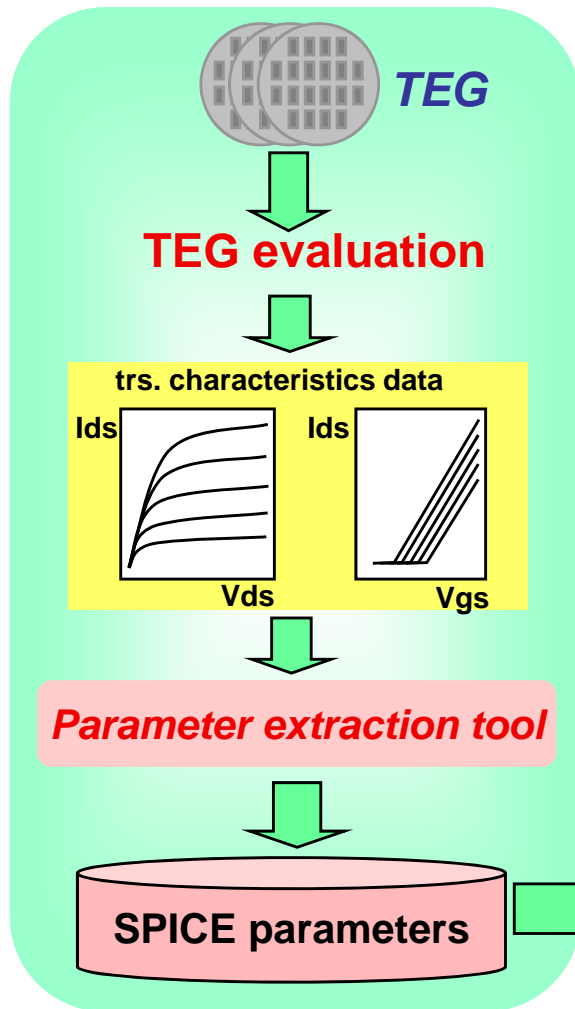 TEG
TEG evaluation
trs. characteristics data
Ids
Vds
Ids
Vgs
Parameter extraction tool
SPICE parameters